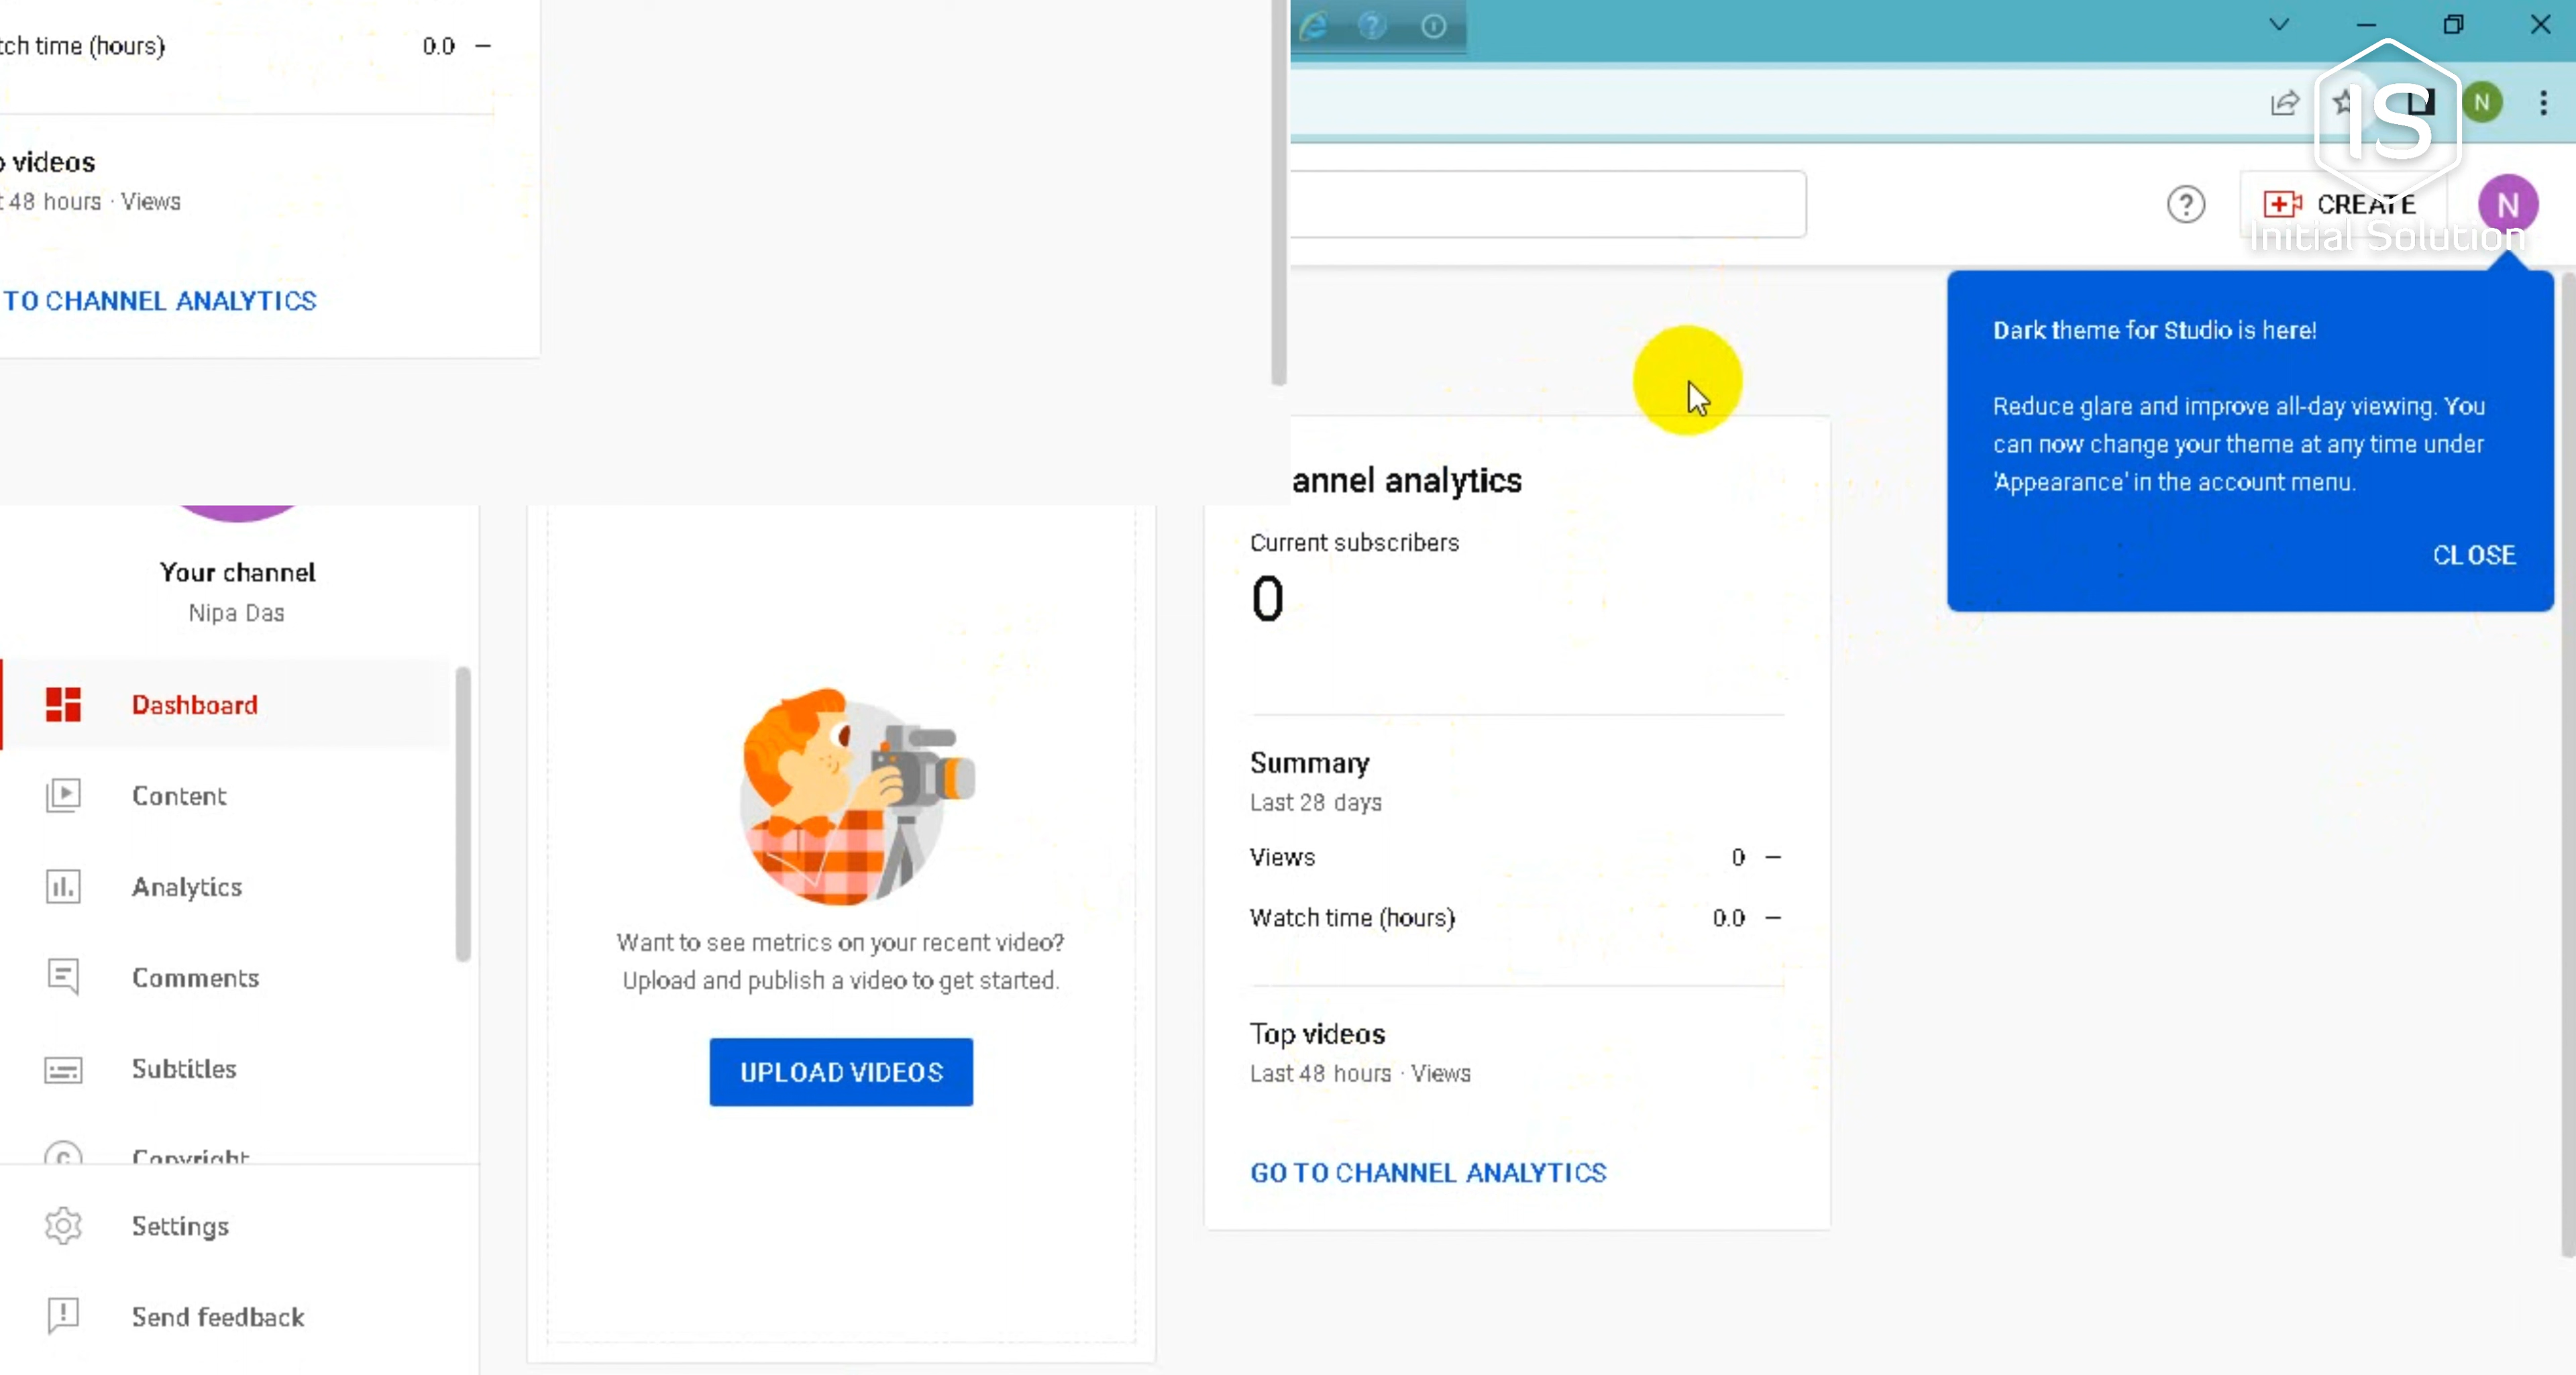 tch time (hours) 0.0 –
videos
48 hours · Views
TO CHANNEL ANALYTICS
IS
N
CREATE
N
Initial Solution
Dark theme for Studio is here!
Reduce glare and improve all-day viewing. You
can now change your theme at any time under
'Appearance' in the account menu.
CLOSE
annel analytics
Current subscribers
0
Summary
Last 28 days
Views 0 –
Watch time (hours) 0.0 –
Top videos
Last 48 hours · Views
GO TO CHANNEL ANALYTICS
Your channel
Nipa Das
Dashboard
Content
Analytics
Comments
Subtitles
Copyright
Settings
Send feedback
Want to see metrics on your recent video?
Upload and publish a video to get started.
UPLOAD VIDEOS